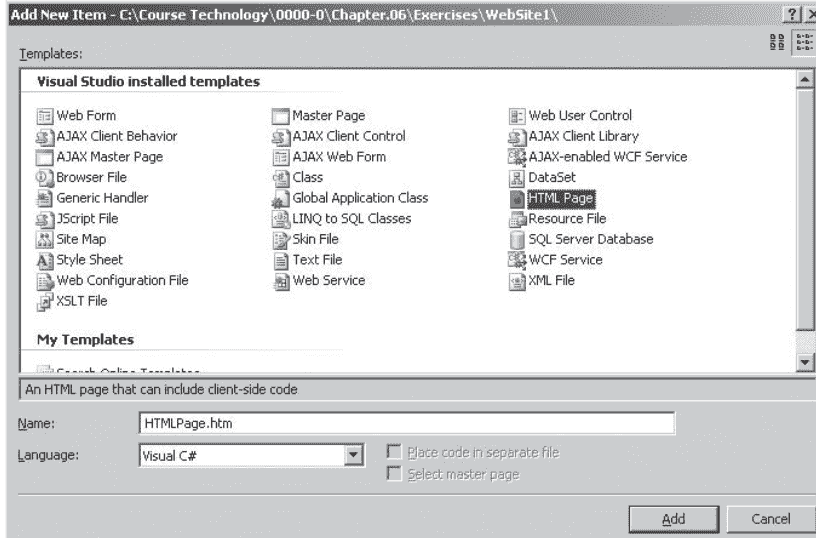 Add New Item - C:\Course Technology\0000-0\Chapter.06\Exercises\WebSite1\
Templates:
Visual Studio installed templates
Web Form
Master Page
Web User Control
AJAX Client Behavior
AJAX Client Control
AJAX Client Library
AJAX Master Page
AJAX Web Form
AJAX-enabled WCF Service
Browser File
Class
DataSet
Generic Handler
Global Application Class
HTML Page
JScript File
LINQ to SQL Classes
Resource File
Site Map
Skin File
SQL Server Database
Style Sheet
Text File
WCF Service
Web Configuration File
Web Service
XML File
XSLT File
My Templates
Search Online Templates
An HTML page that can include client-side code
Name:
HTMLPage.htm
Language:
Visual C#
Place code in separate file
Select master page
Add
Cancel